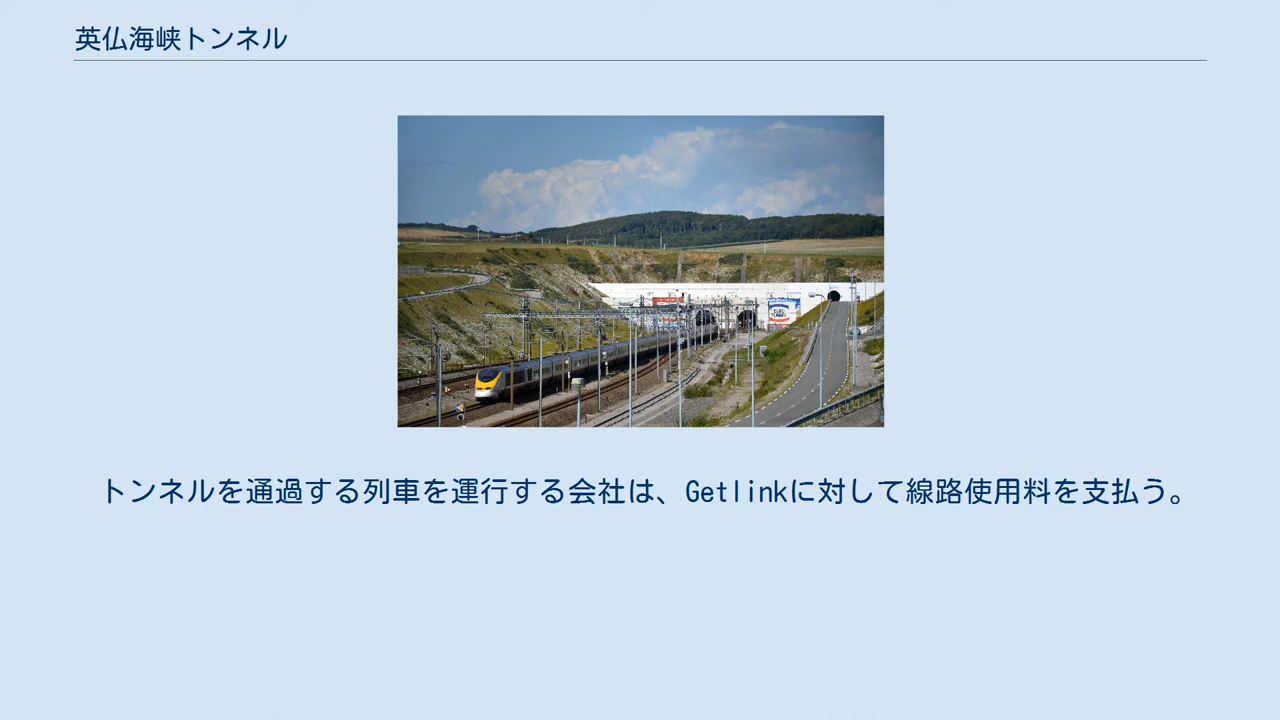 英仏海峡トンネル
トンネルを通過する列車を運行する会社は、Getlinkに対して線路使用料を支払う。